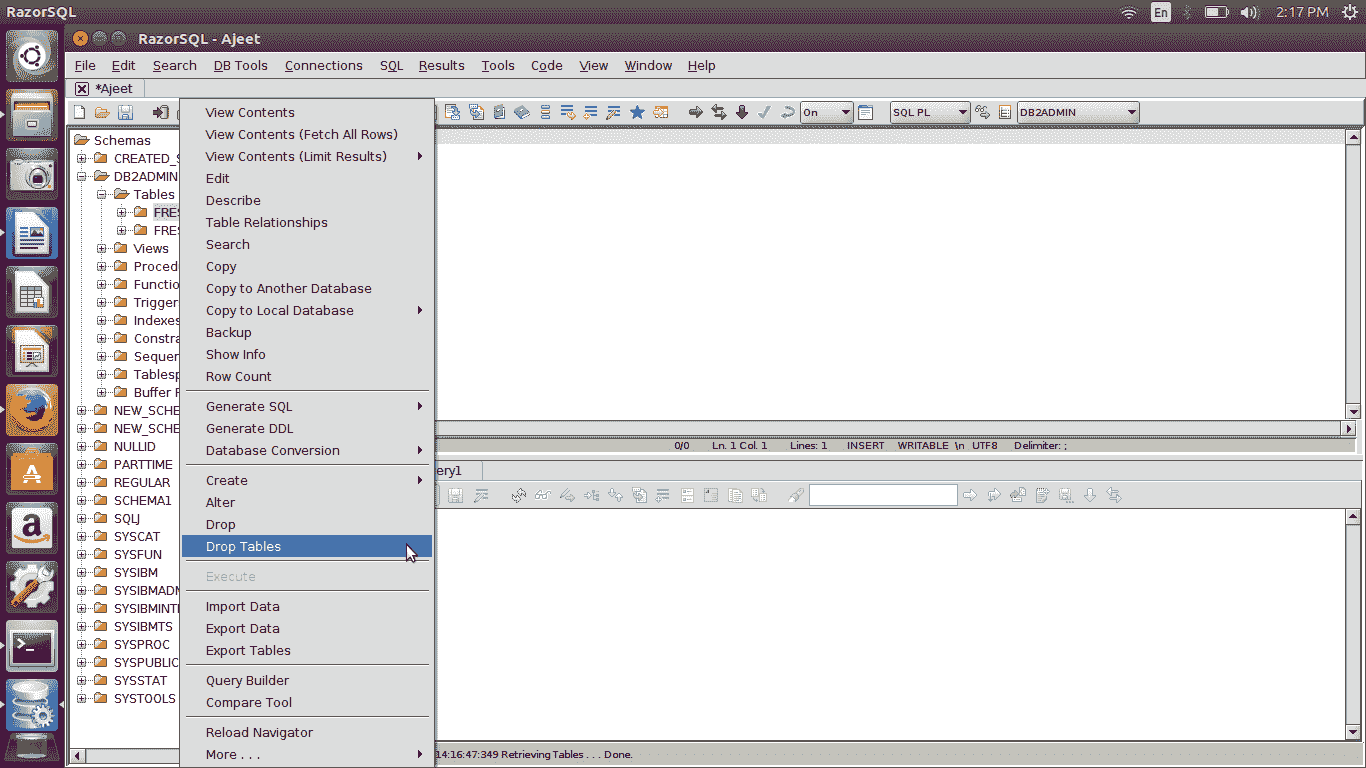 RazorSQL
En
2:17 PM
RazorSQL - Ajeet
File Edit Search DB Tools Connections SQL Results Tools Code View Window Help
*Ajeet
On SQL PL DB2ADMIN
Schemas
CREATED_S
DB2ADMIN
Tables
FRES
FRES
Views
Proced
Functio
Trigger
Indexes
Constra
Sequer
Tablesp
Buffer P
NEW_SCHE
NEW_SCHE
NULLID
PARTTIME
REGULAR
SCHEMA1
SQLJ
SYSCAT
SYSFUN
SYSIBM
SYSIBMADM
SYSIBMINTE
SYSIBMTS
SYSPROC
SYSPUBLIC
SYSSTAT
SYSTOOLS
View Contents
View Contents (Fetch All Rows)
View Contents (Limit Results)
Edit
Describe
Table Relationships
Search
Copy
Copy to Another Database
Copy to Local Database
Backup
Show Info
Row Count
Generate SQL
Generate DDL
Database Conversion
Create
Alter
Drop
Drop Tables
Execute
Import Data
Export Data
Export Tables
Query Builder
Compare Tool
Reload Navigator
More . . .
0/0 Ln. 1 Col. 1 Lines: 1 INSERT WRITABLE \n UTF8 Delimiter: ;
ery1
14:16:47:349 Retrieving Tables . . . Done.